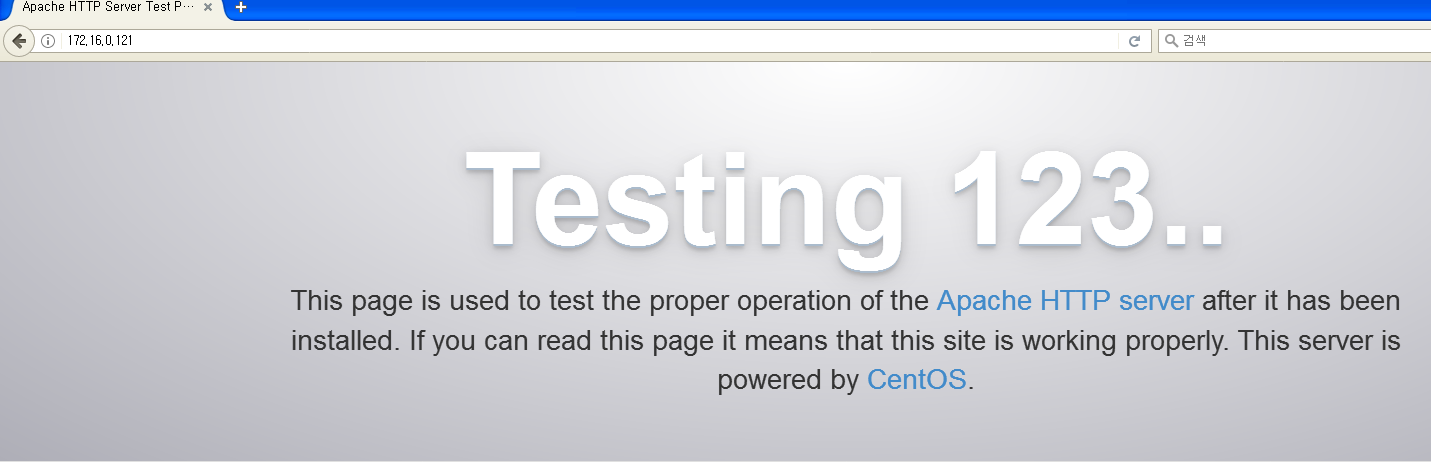 Apache HTTP Server Test P…
172.16.0.121
검색
Testing 123..
This page is used to test the proper operation of the Apache HTTP server after it has been
installed. If you can read this page it means that this site is working properly. This server is
powered by CentOS.